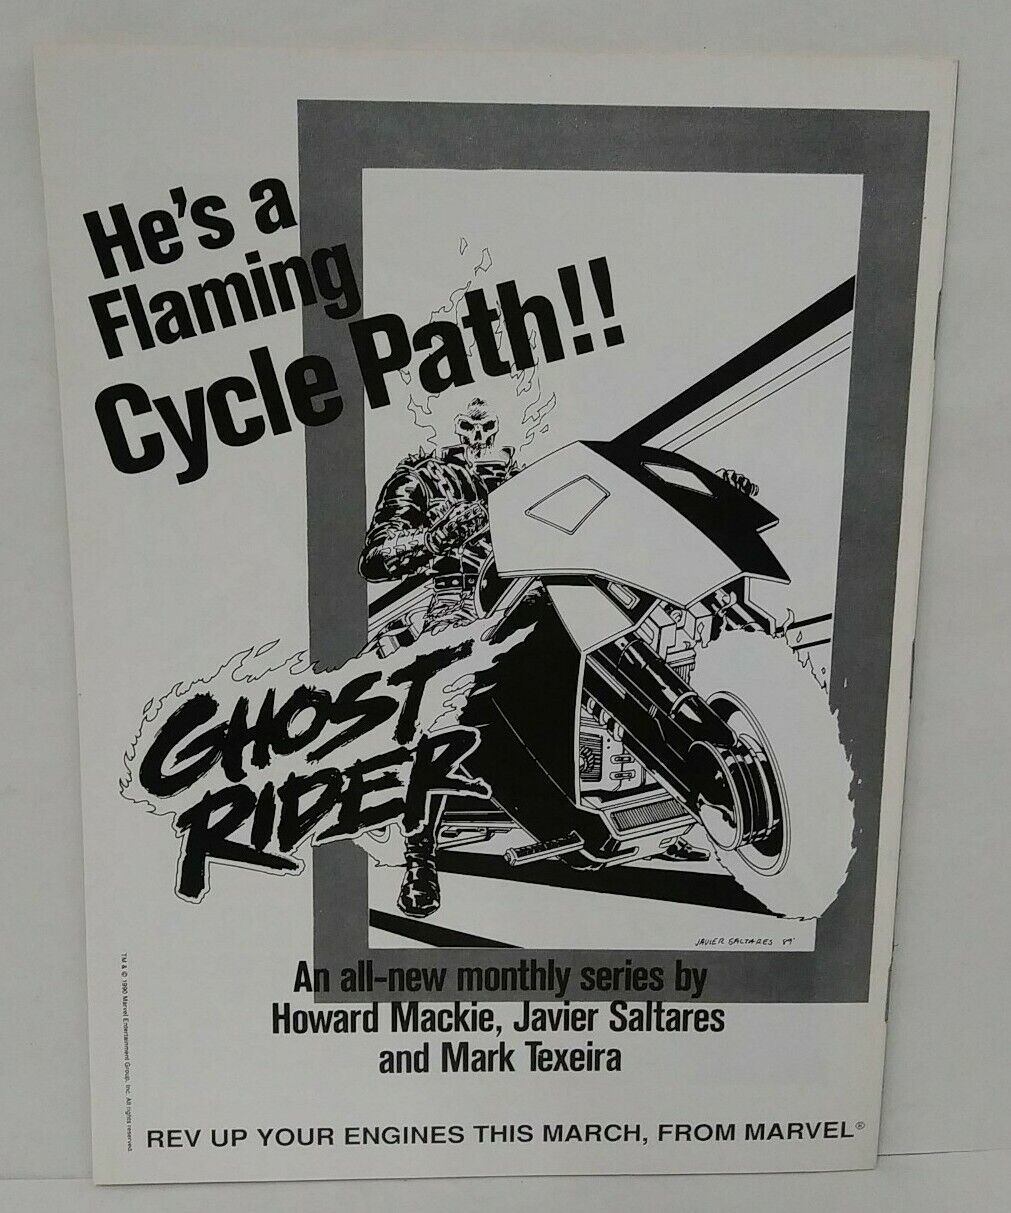 He's a
Flaming
Cycle Path!!
GHOST
RIDER
JAVIER SALTARES 89'
An all-new monthly series by
Howard Mackie, Javier Saltares
and Mark Texeira
TM & © 1990 Marvel Entertainment Group, Inc. All rights reserved.
REV UP YOUR ENGINES THIS MARCH, FROM MARVEL®